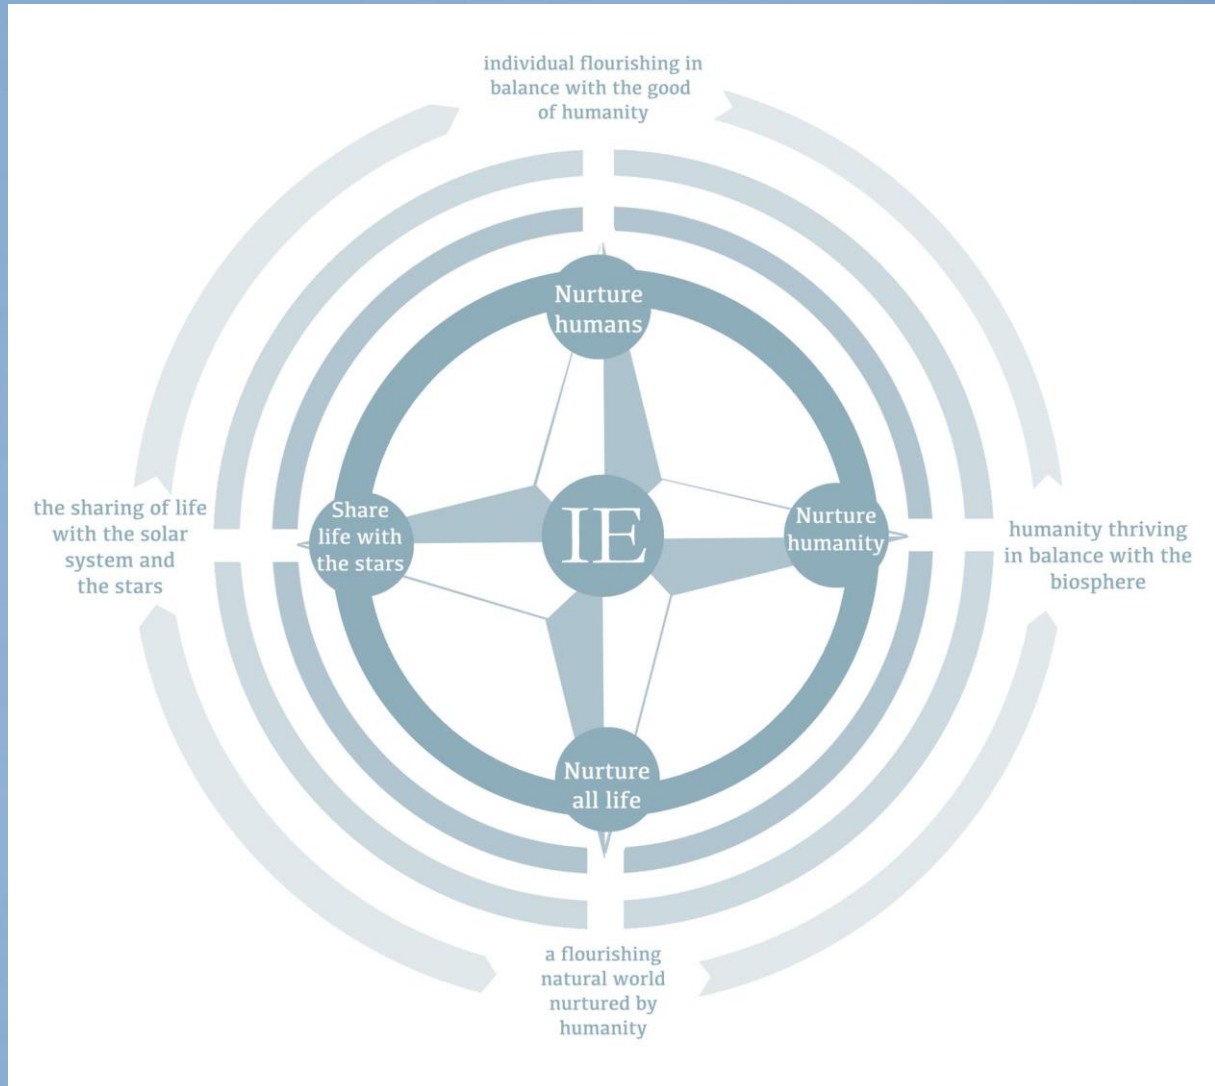 individual flourishing in
balance with the good
of humanity
Nurture
humans
the sharing of life
with the solar
system and
the stars
Share
life with
the stars
IE
Nurture
humanity
humanity thriving
in balance with the
biosphere
Nurture
all life
a flourishing
natural world
nurtured by
humanity